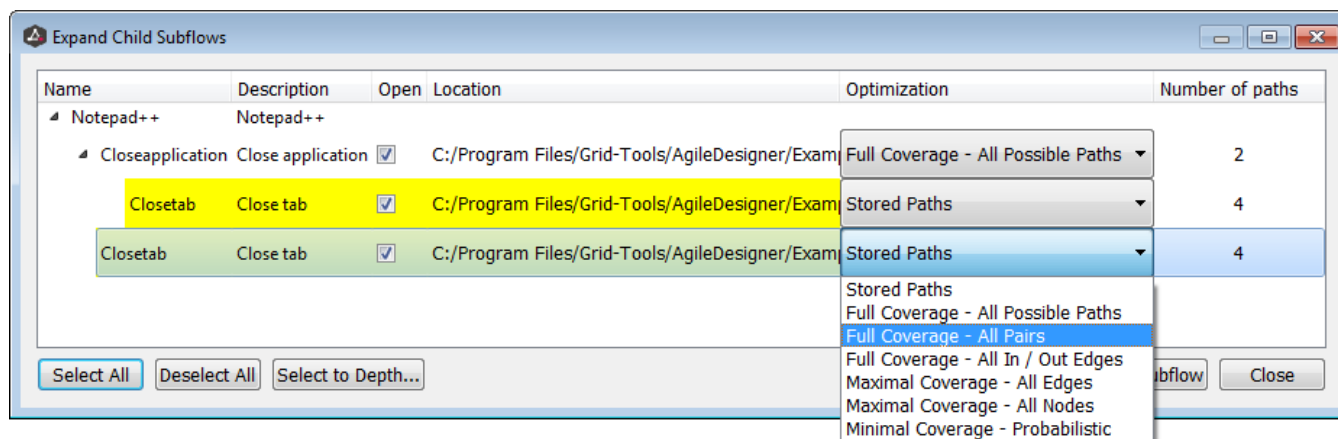 Expand Child Subflows
Name Description Open Location Optimization Number of paths
Notepad++ Notepad++
Closeapplication Close application C:/Program Files/Grid-Tools/AgileDesigner/Exam Full Coverage - All Possible Paths 2
Closetab Close tab C:/Program Files/Grid-Tools/AgileDesigner/Exam Stored Paths 4
Closetab Close tab C:/Program Files/Grid-Tools/AgileDesigner/Exam Stored Paths 4
Stored Paths
Full Coverage - All Possible Paths
Full Coverage - All Pairs
Full Coverage - All In / Out Edges
Maximal Coverage - All Edges
Maximal Coverage - All Nodes
Minimal Coverage - Probabilistic
Select All Deselect All Select to Depth... bflow Close